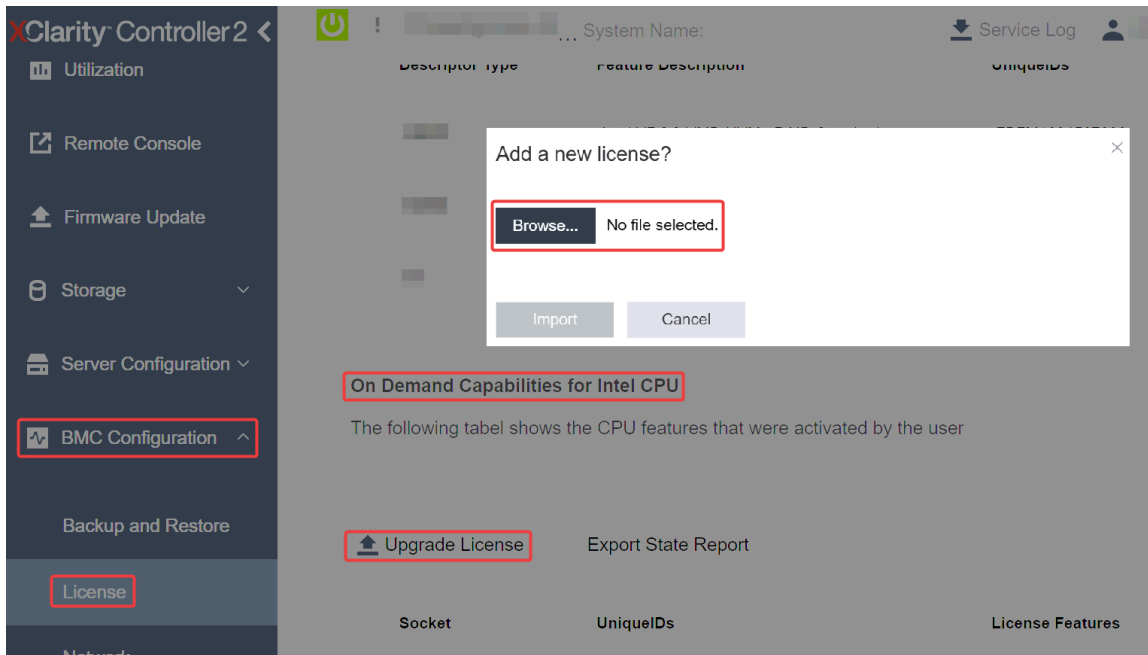 XClarity Controller 2
Utilization
Remote Console
Firmware Update
Storage
Server Configuration
BMC Configuration
Backup and Restore
License
Network
! ... System Name:
Service Log
Descriptor Type Feature Description UniqueIDs
Add a new license?
Browse... No file selected.
Import Cancel
On Demand Capabilities for Intel CPU
The following tabel shows the CPU features that were activated by the user
Upgrade License Export State Report
Socket UniqueIDs License Features